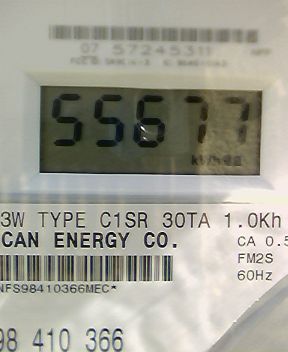 07 57245311
55677
3W TYPE C1SR 30TA 1.0Kh
CAN ENERGY CO.
CA 0.5
FM2S
60Hz
NFS98410366MEC*
98 410 366